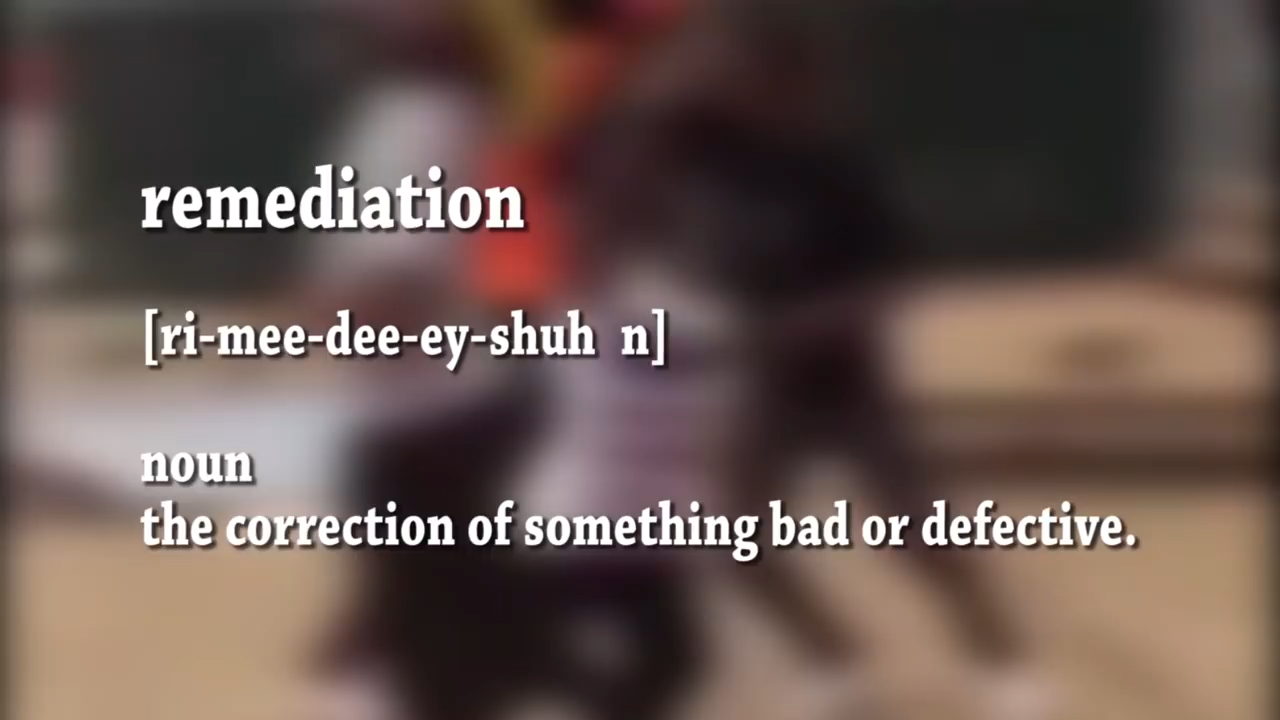 remediation
[ri-mee-dee-ey-shuh  n]
noun
the correction of something bad or defective.